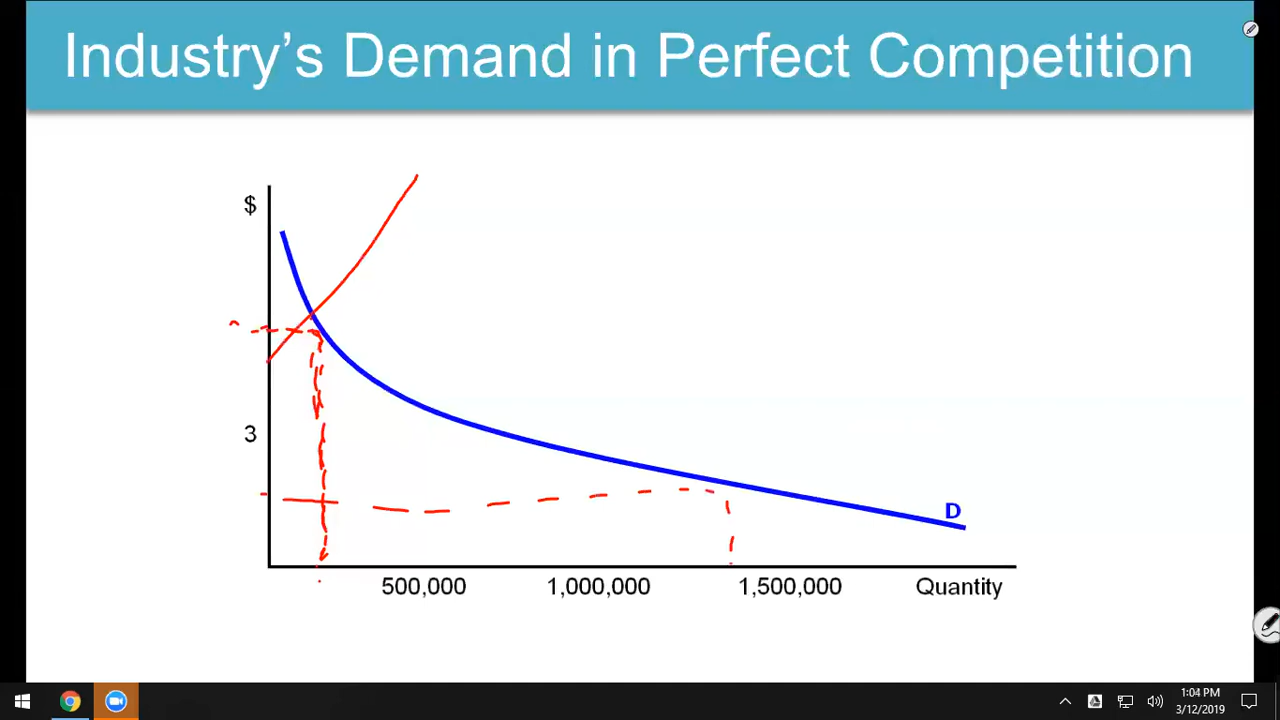 Industry’s Demand in Perfect Competition
$
3
D
500,000 1,000,000 1,500,000 Quantity
1:04 PM
3/12/2019